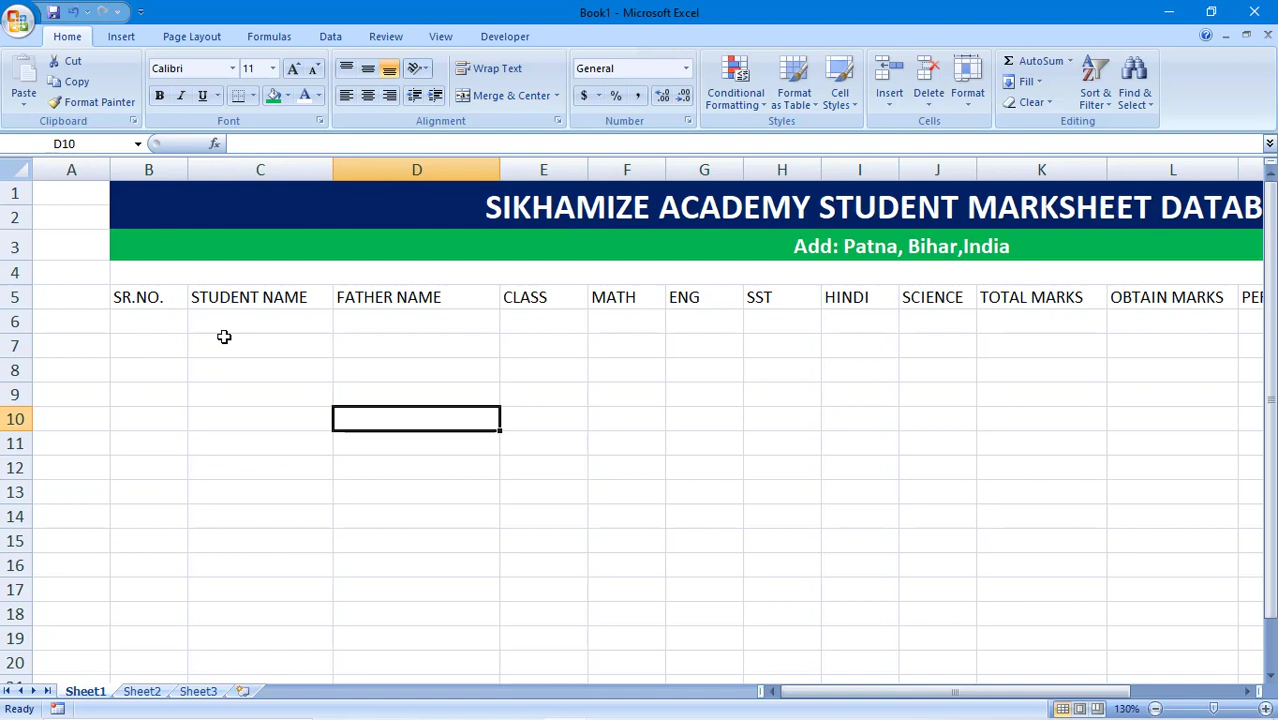 Book1 - Microsoft Excel
Home Insert Page Layout Formulas Data Review View Developer
Paste Cut Calibri 11 Wrap Text General Conditional Formatting Format as Table Cell Styles Insert Delete Format AutoSum Sort & Filter Find & Select
Copy Fill
Format Painter B I U A Merge & Center $ % , Clear
Clipboard Font Alignment Number Styles Cells Editing
D10 fx
A B C D E F G H I J K L
1
SIKHAMIZE ACADEMY STUDENT MARKSHEET DATAB
2
3 Add: Patna, Bihar,India
4
5 SR.NO. STUDENT NAME FATHER NAME CLASS MATH ENG SST HINDI SCIENCE TOTAL MARKS OBTAIN MARKS PE
6
7
8
9
10
11
12
13
14
15
16
17
18
19
20
Sheet1 Sheet2 Sheet3
Ready 130%